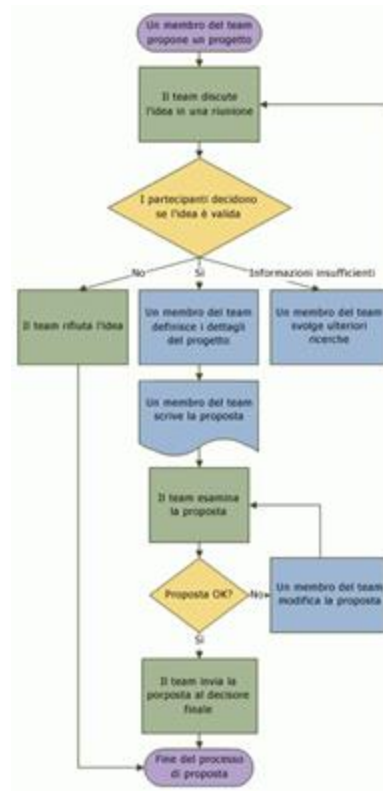 Un membro del team
propone un progetto
Il team discute
l'idea in una riunione
I partecipanti decidono
se l'idea è valida
No
Sì
Informazioni insufficienti
Il team rifiuta l'idea
Un membro del team
definisce i dettagli
del progetto
Un membro del team
svolge ulteriori
ricerche
Un membro del team
scrive la proposta
Il team esamina
la proposta
Proposta OK?
No
Un membro del team
modifica la proposta
Sì
Il team invia la
porposta al decisore
finale
Fine del processo
di proposta